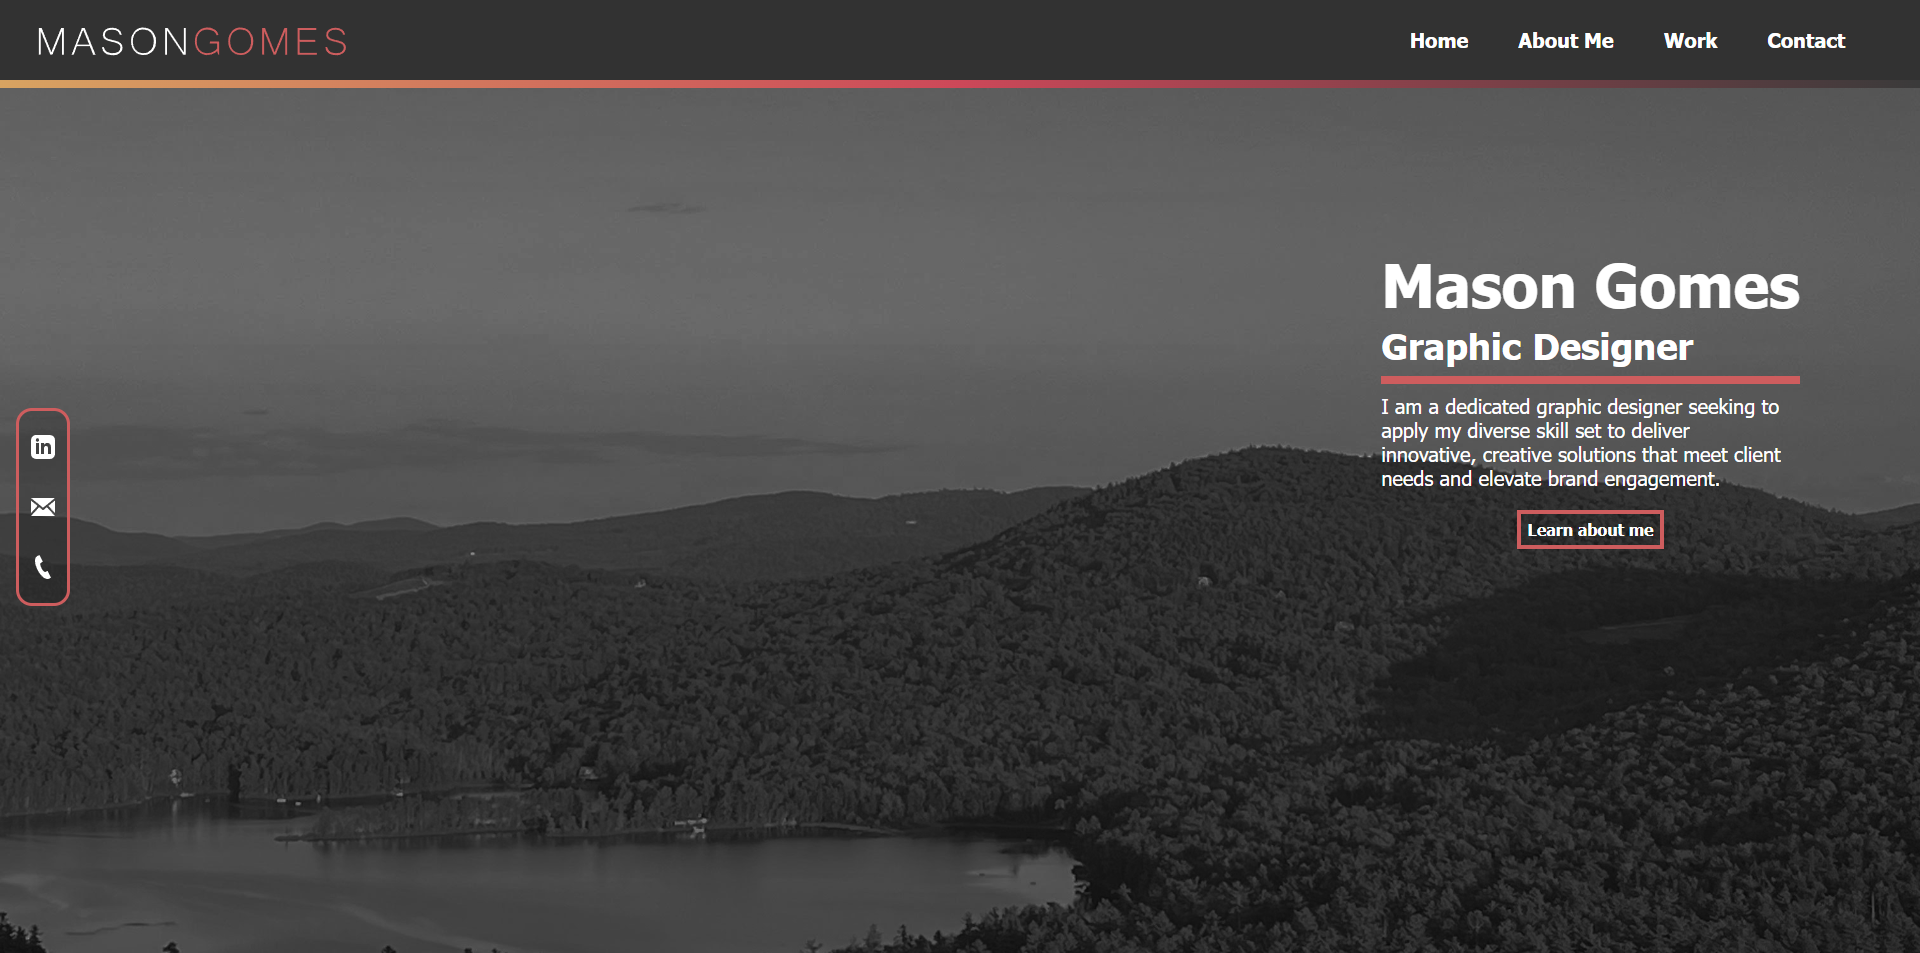 MASONGOMES
Home About Me Work Contact
Mason Gomes
Graphic Designer
I am a dedicated graphic designer seeking to
apply my diverse skill set to deliver
innovative, creative solutions that meet client
needs and elevate brand engagement.
in
Learn about me